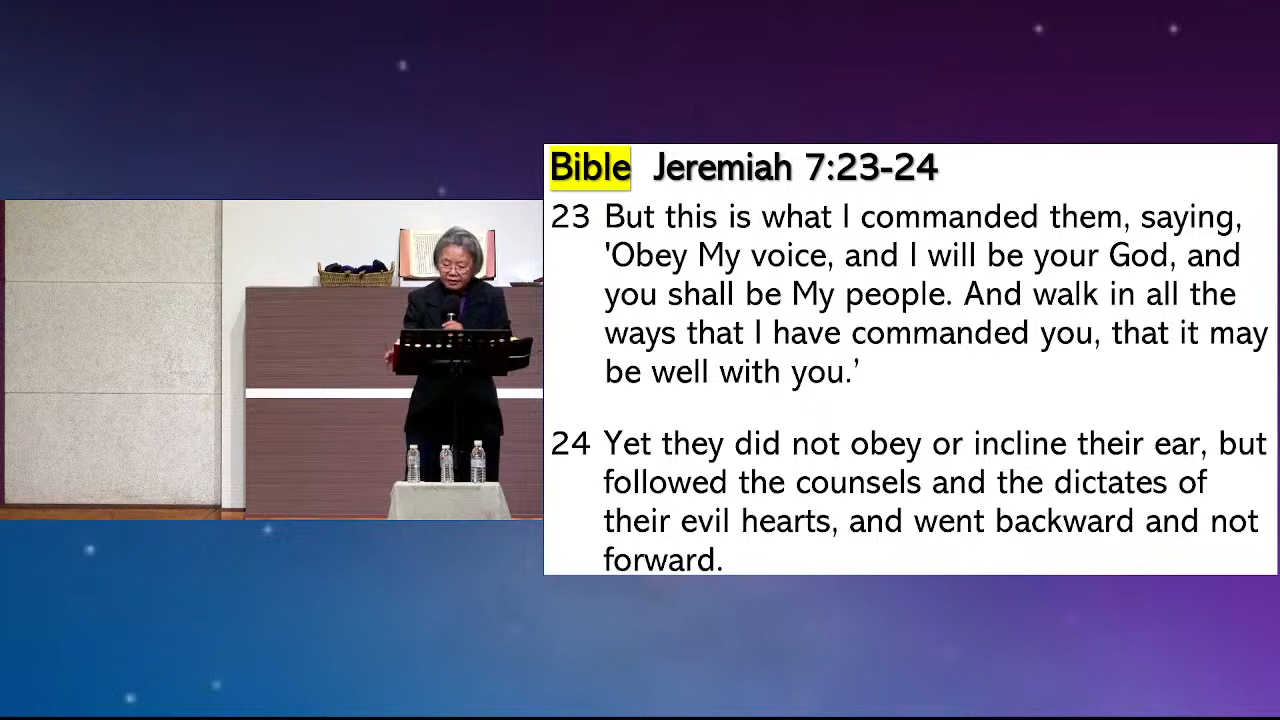 Bible Jeremiah 7:23-24
23 But this is what I commanded them, saying,
'Obey My voice, and I will be your God, and
you shall be My people. And walk in all the
ways that I have commanded you, that it may
be well with you.’
24 Yet they did not obey or incline their ear, but
followed the counsels and the dictates of
their evil hearts, and went backward and not
forward.